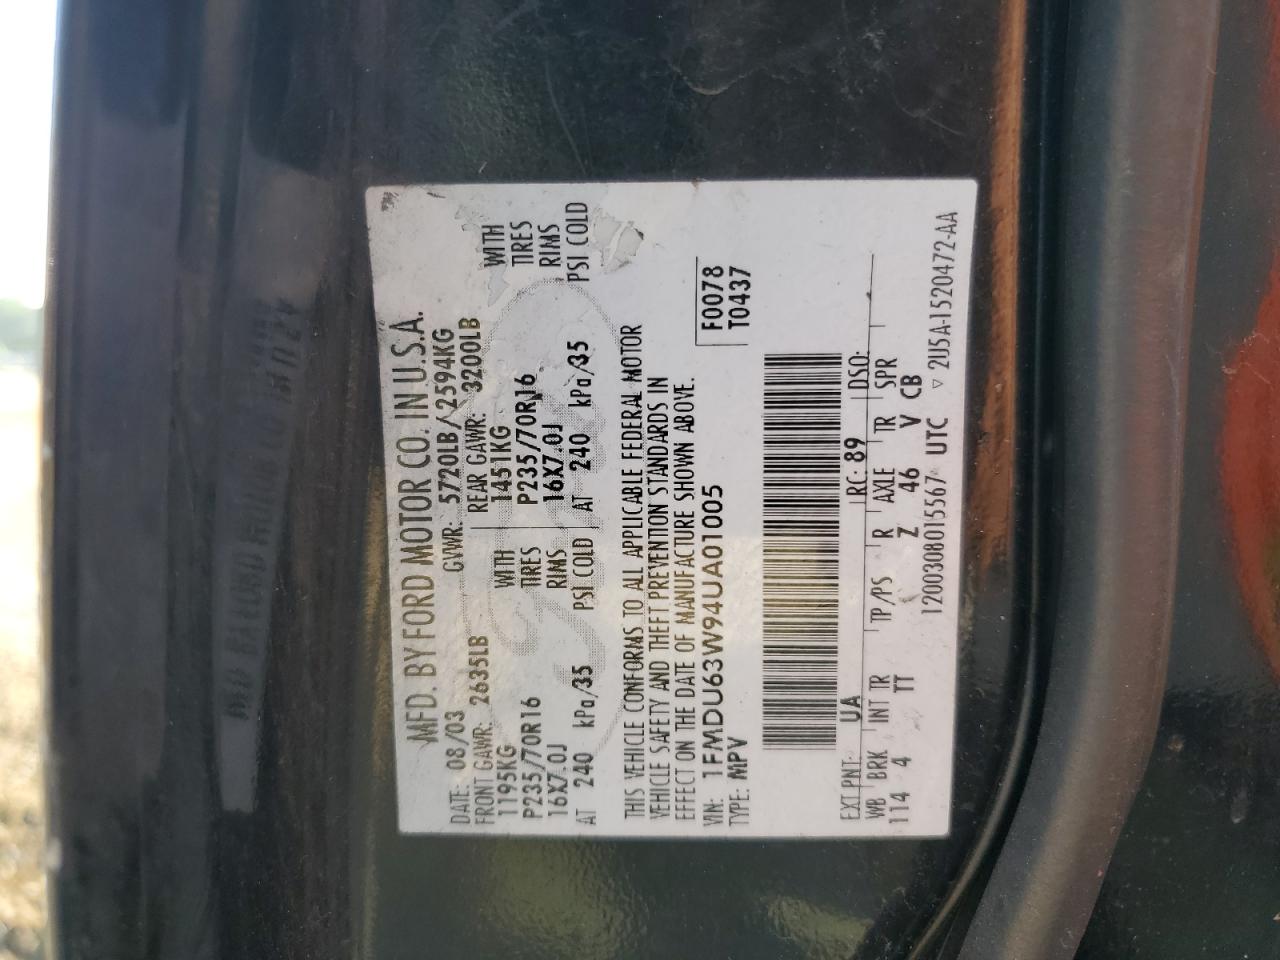 MFD. BY FORD MOTOR CO. IN U.S.A.
DATE: 08/03 GVWR: 5720LB/2594KG
FRONT GAWR: 2635LB REAR GAWR: 3200LB
1195KG WITH 1451KG WITH
P235/70R16 TIRES P235/70R16 TIRES
16X7.0J RIMS 16X7.0J RIMS
AT 240 kPa/35 PSI COLD AT 240 kPa/35 PSI COLD
THIS VEHICLE CONFORMS TO ALL APPLICABLE FEDERAL MOTOR
VEHICLE SAFETY AND THEFT PREVENTION STANDARDS IN
EFFECT ON THE DATE OF MANUFACTURE SHOWN ABOVE.
VIN: 1FMDU63W94UA01005 F0078
TYPE: MPV T0437
EXT PNT: UA RC: 89 DSO:
WB BRK INT TR TP/PS R AXLE TR SPR
114 4 TT Z 46 V CB
1200308015567 UTC ▽ 2U5A-1520472-AA